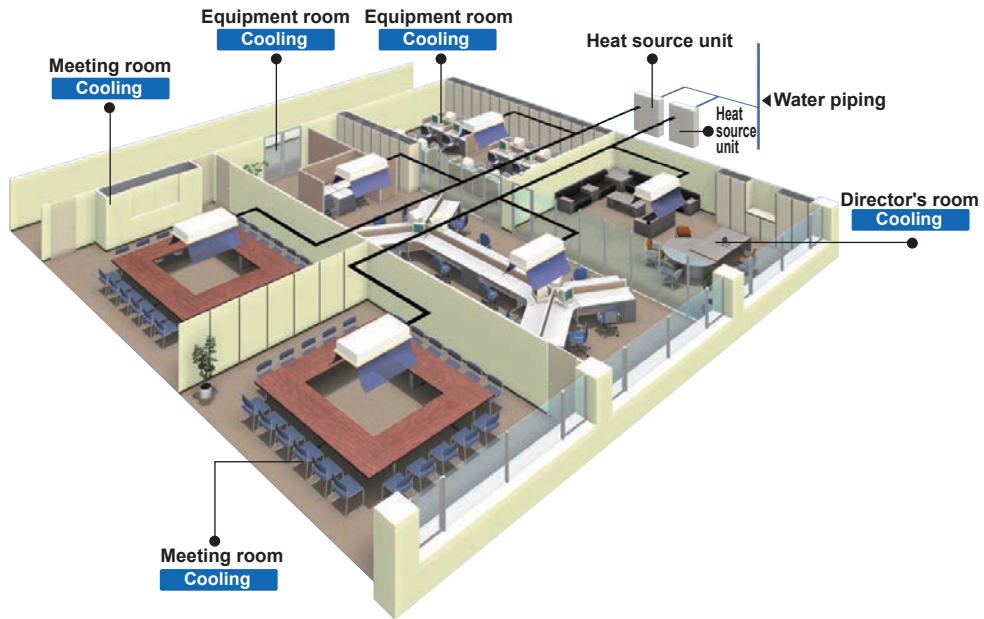 Equipment room
Cooling
Equipment room
Cooling
Heat source unit
Meeting room
Cooling
Water piping
Heat
source
unit
Director's room
Cooling
Meeting room
Cooling